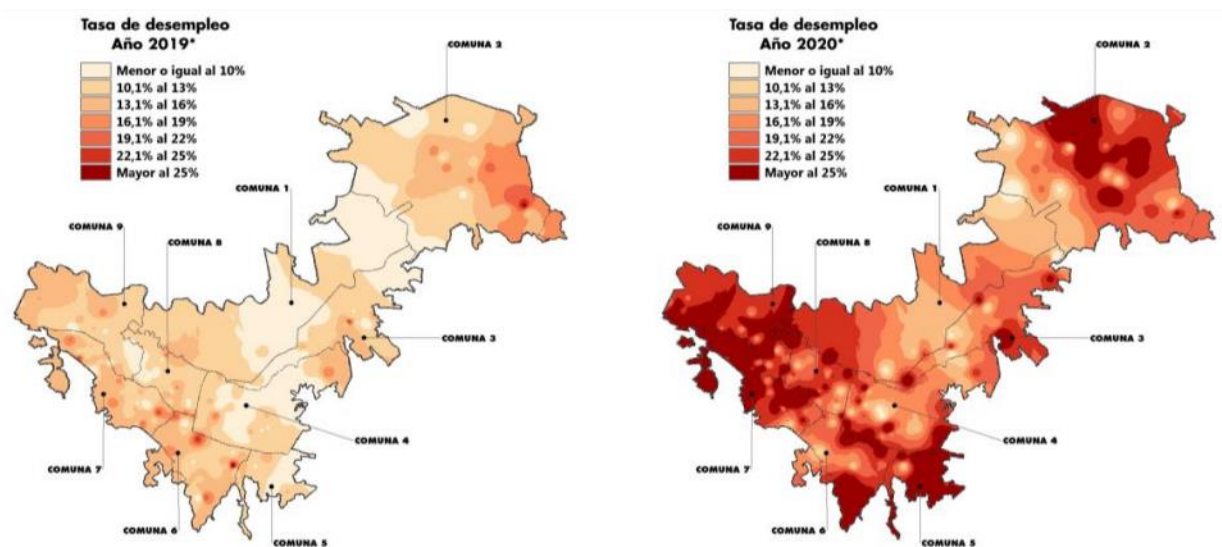 Tasa de desempleo
Año 2019*
Menor o igual al 10%
10,1% al 13%
13,1% al 16%
16,1% al 19%
19,1% al 22%
22,1% al 25%
Mayor al 25%
COMUNA 2
COMUNA 1
COMUNA 9
COMUNA 8
COMUNA 3
COMUNA 4
COMUNA 7
COMUNA 6
COMUNA 5
Tasa de desempleo
Año 2020*
Menor o igual al 10%
10,1% al 13%
13,1% al 16%
16,1% al 19%
19,1% al 22%
22,1% al 25%
Mayor al 25%
COMUNA 2
COMUNA 1
COMUNA 9
COMUNA 8
COMUNA 3
COMUNA 4
COMUNA 7
COMUNA 6
COMUNA 5